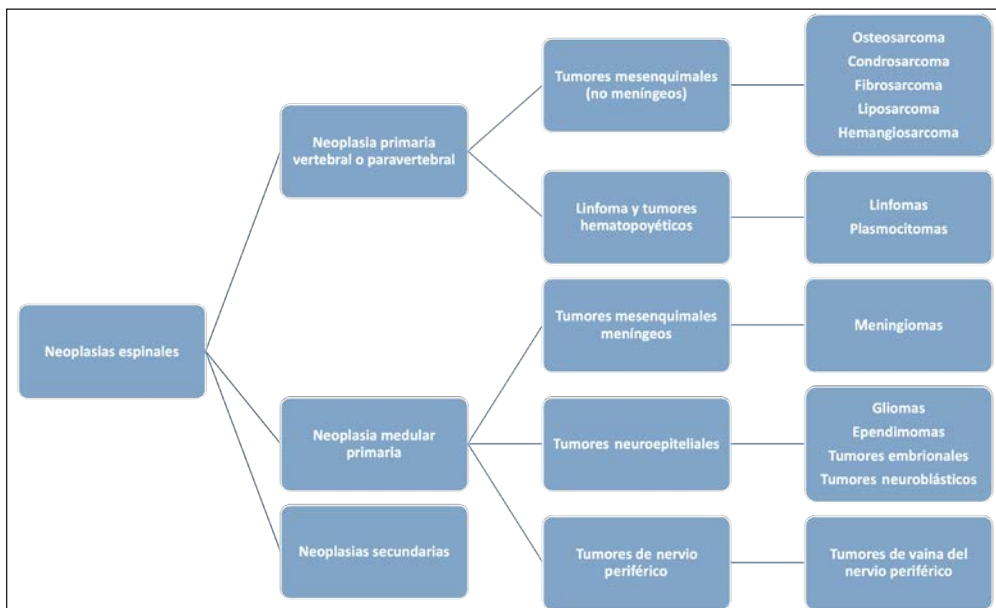 Neoplasias espinales
Neoplasia primaria
vertebral o paravertebral
Tumores mesenquimales
(no meníngeos)
Osteosarcoma
Condrosarcoma
Fibrosarcoma
Liposarcoma
Hemangiosarcoma
Linfoma y tumores
hematopoyéticos
Linfomas
Plasmocitomas
Neoplasia medular
primaria
Tumores mesenquimales
meníngeos
Meningiomas
Tumores neuroepiteliales
Gliomas
Ependimomas
Tumores embrionales
Tumores neuroblásticos
Tumores de nervio
periférico
Tumores de vaina del
nervio periférico
Neoplasias secundarias